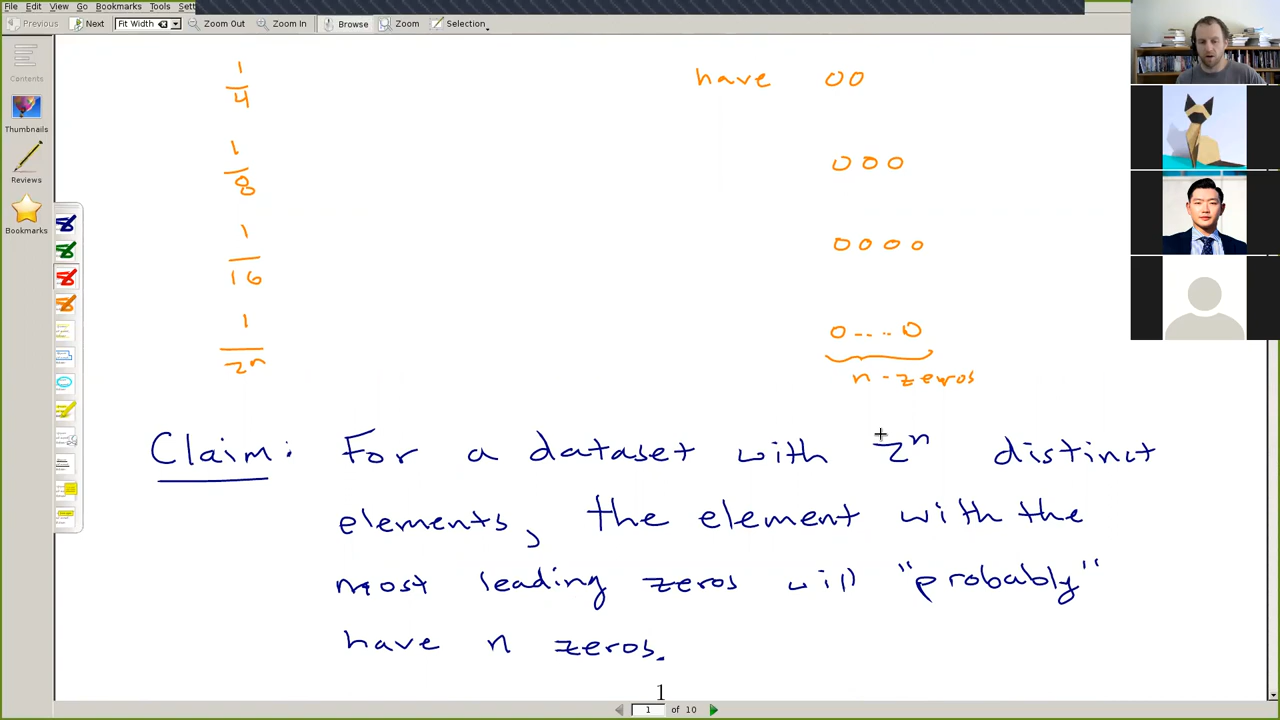 File Edit View Go Bookmarks Tools Sett
Previous Next Fit Width Zoom Out Zoom In Browse Zoom Selection
Contents
Thumbnails
Reviews
Bookmarks
1/4 have 00
1/8 000
1/16 0000
1/2^n 0...0
n-zeros
Claim: For a dataset with 2^n distinct
elements, the element with the
most leading zeros will "probably"
have n zeros.
1
1 of 10